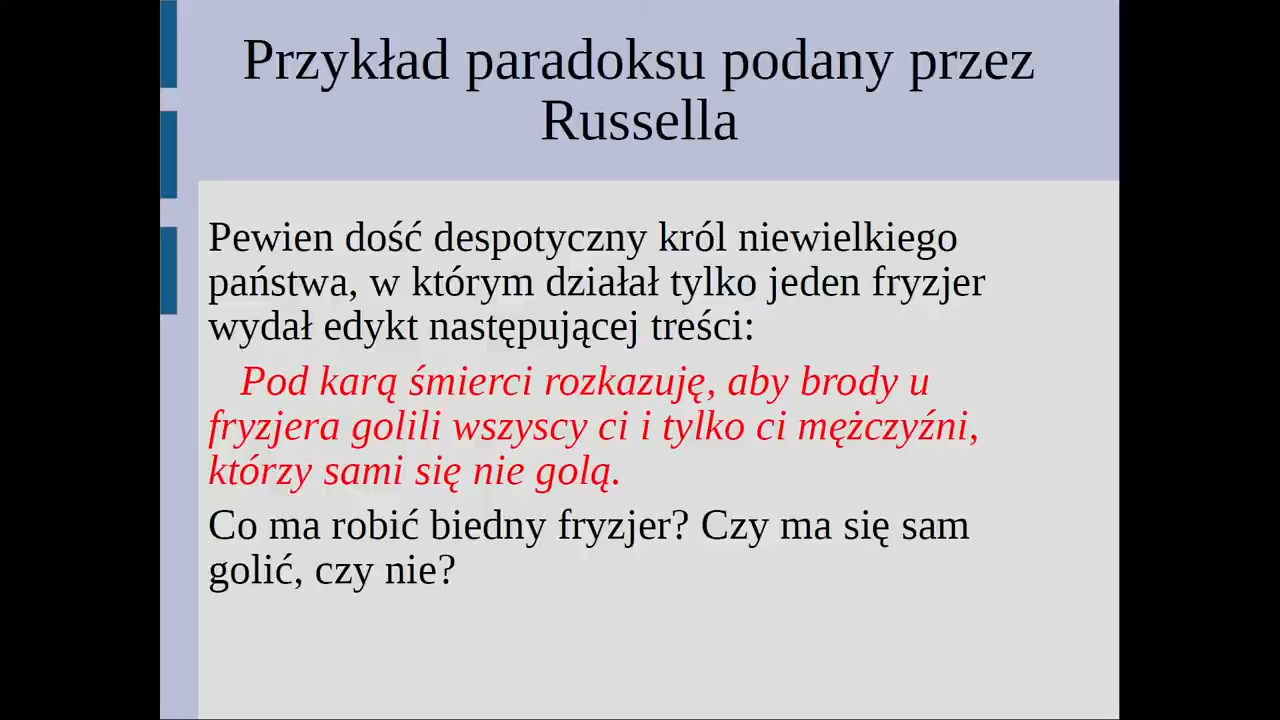 Przykład paradoksu podany przez
Russella
Pewien dość despotyczny król niewielkiego
państwa, w którym działał tylko jeden fryzjer
wydał edykt następującej treści:
Pod karą śmierci rozkazuję, aby brody u
fryzjera golili wszyscy ci i tylko ci mężczyźni,
którzy sami się nie golą.
Co ma robić biedny fryzjer? Czy ma się sam
golić, czy nie?